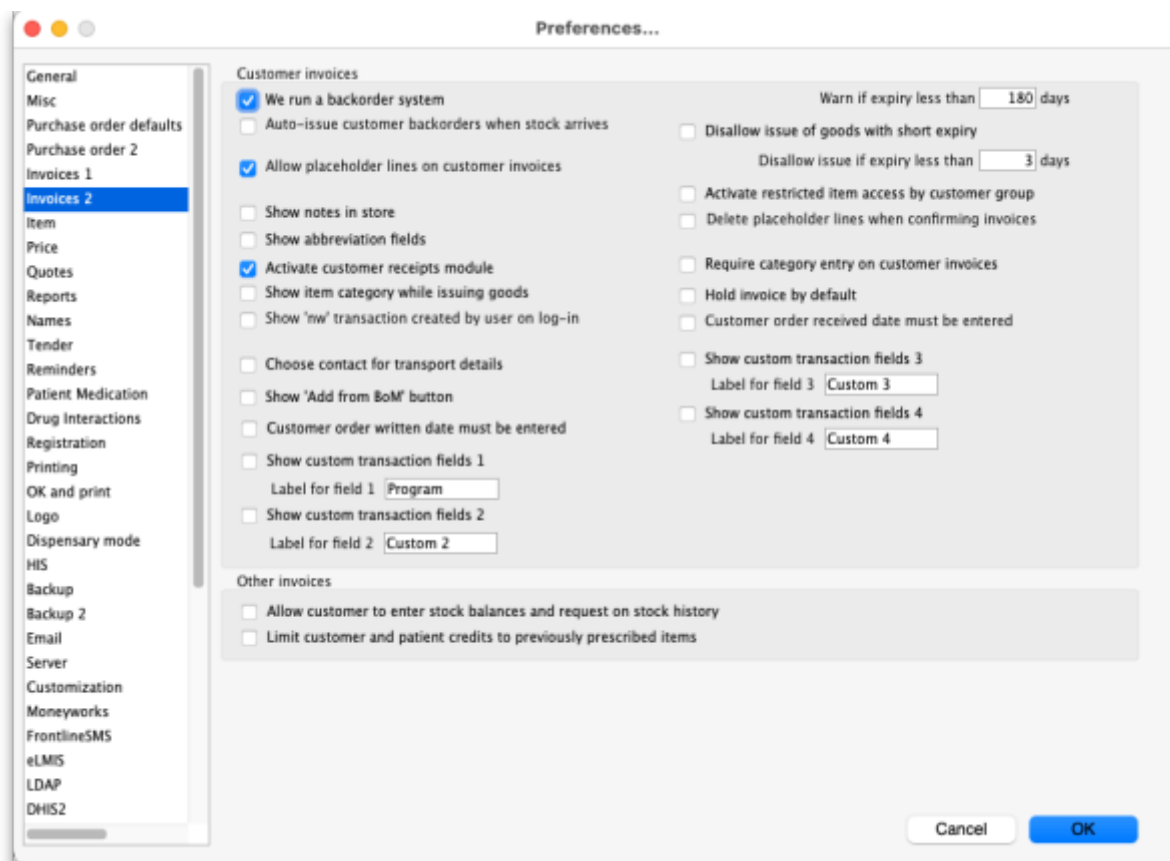 Preferences...
General
Misc
Purchase order defaults
Purchase order 2
Invoices 1
Invoices 2
Item
Price
Quotes
Reports
Names
Tender
Reminders
Patient Medication
Drug Interactions
Registration
Printing
OK and print
Logo
Dispensary mode
HIS
Backup
Backup 2
Email
Server
Customization
Moneyworks
FrontlineSMS
eLMIS
LDAP
DHIS2
Customer invoices
We run a backorder system
Auto-issue customer backorders when stock arrives
Allow placeholder lines on customer invoices
Show notes in store
Show abbreviation fields
Activate customer receipts module
Show item category while issuing goods
Show 'nw' transaction created by user on log-in
Choose contact for transport details
Show 'Add from BoM' button
Customer order written date must be entered
Show custom transaction fields 1
Label for field 1 Program
Show custom transaction fields 2
Label for field 2 Custom 2
Warn if expiry less than 180 days
Disallow issue of goods with short expiry
Disallow issue if expiry less than 3 days
Activate restricted item access by customer group
Delete placeholder lines when confirming invoices
Require category entry on customer invoices
Hold invoice by default
Customer order received date must be entered
Show custom transaction fields 3
Label for field 3 Custom 3
Show custom transaction fields 4
Label for field 4 Custom 4
Other invoices
Allow customer to enter stock balances and request on stock history
Limit customer and patient credits to previously prescribed items
Cancel
OK